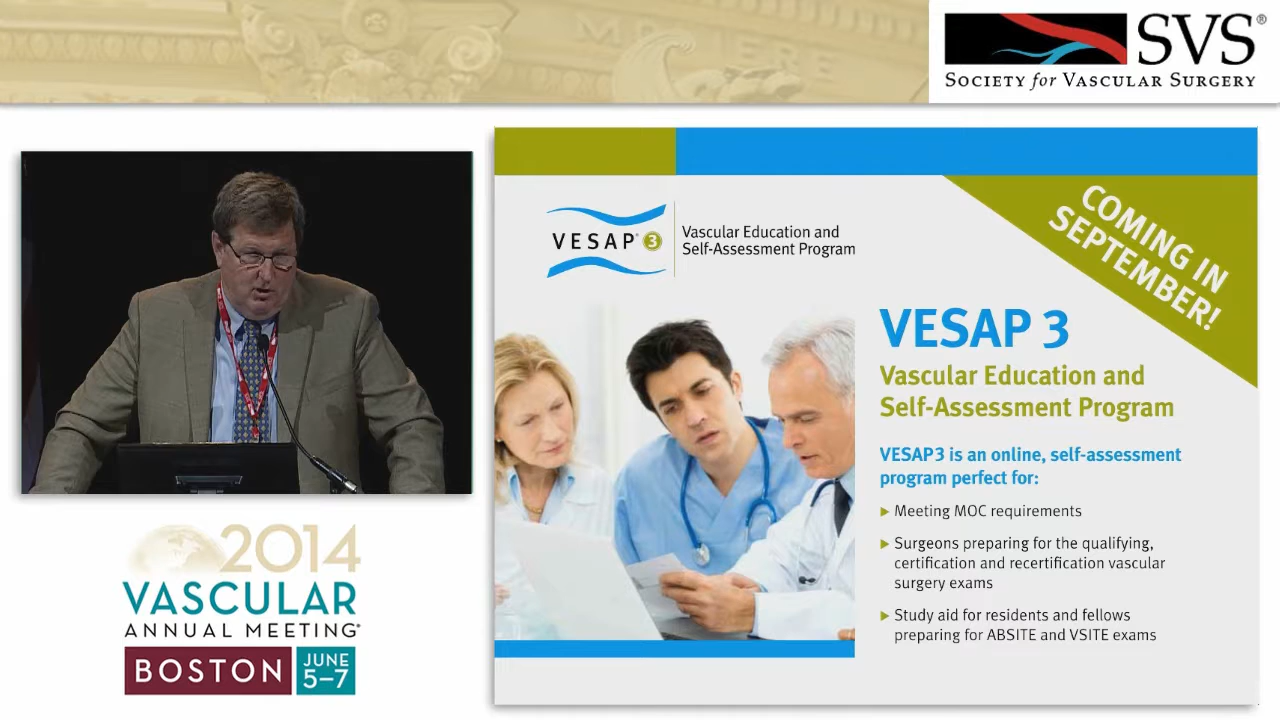 SVS®
SOCIETY for VASCULAR SURGERY
COMING IN
SEPTEMBER!
VESAP® 3
Vascular Education and
Self-Assessment Program
VESAP 3
Vascular Education and
Self-Assessment Program
VESAP3 is an online, self-assessment
program perfect for:
▶ Meeting MOC requirements
▶ Surgeons preparing for the qualifying,
certification and recertification vascular
surgery exams
▶ Study aid for residents and fellows
preparing for ABSITE and VSITE exams
2014
VASCULAR
ANNUAL MEETING®
BOSTON
JUNE
5–7